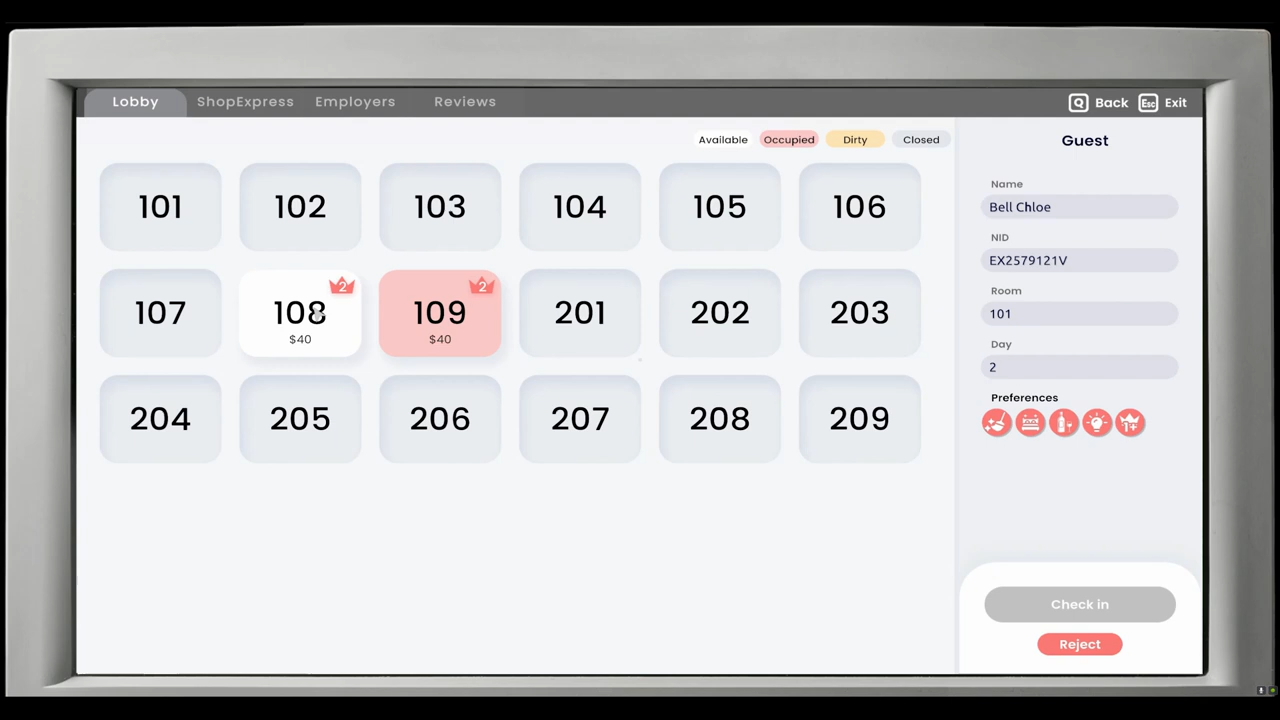 Lobby ShopExpress Employers Reviews Q Back Esc Exit
Available Occupied Dirty Closed
101 102 103 104 105 106
107 108 109 201 202 203
2 2
$40 $40
204 205 206 207 208 209
Guest
Name
Bell Chloe
NID
EX2579121V
Room
101
Day
2
Preferences
1+
Check in
Reject